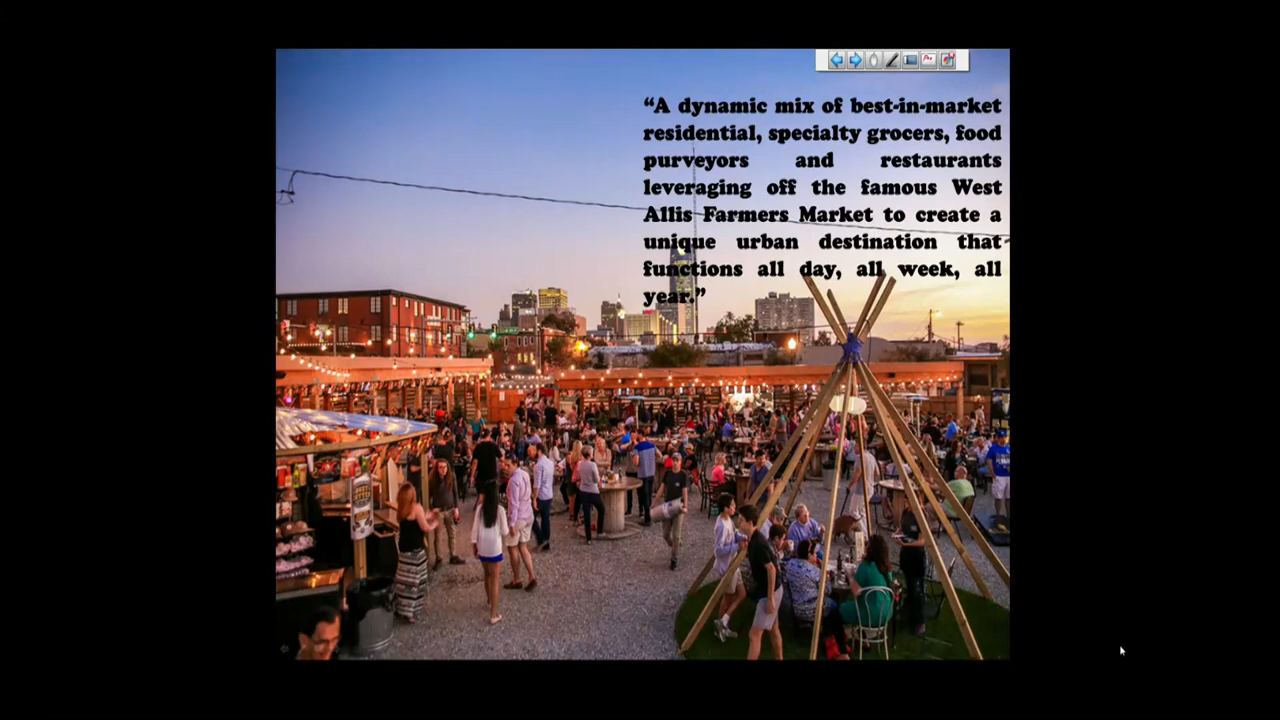 “A dynamic mix of best-in-market
residential, specialty grocers, food
purveyors and restaurants
leveraging off the famous West
Allis Farmers Market to create a
unique urban destination that
functions all day, all week, all
year.”